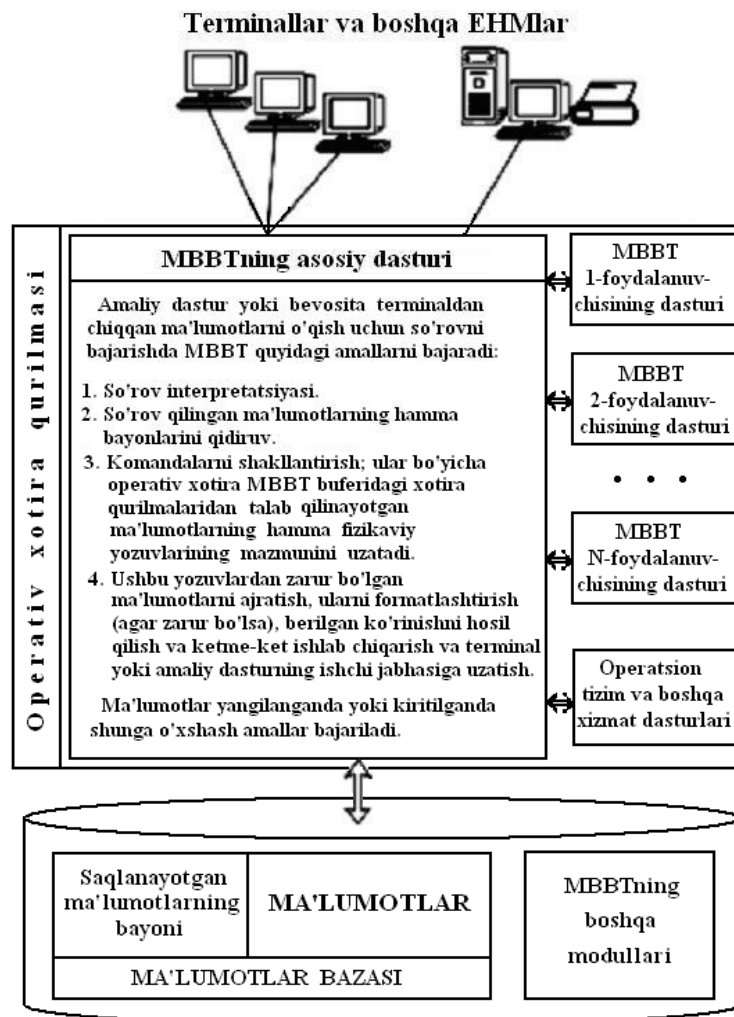 Terminallar va boshqa EHMlar
Operativ xotira qurilmasi
MBBTning asosiy dasturi
Amaliy dastur yoki bevosita terminaldan
chiqqan ma'lumotlarni o'qish uchun so'rovni
bajarishda MBBT quyidagi amallarni bajaradi:
1. So'rov interpretatsiyasi.
2. So'rov qilingan ma'lumotlarning hamma
bayonlarini qidiruv.
3. Komandalarni shakllantirish; ular bo'yicha
operativ xotira MBBT buferidagi xotira
qurilmalaridan talab qilinayotgan
ma'lumotlarning hamma fizikaviy
yozuvlarining mazmunini uzatadi.
4. Ushbu yozuvlardan zarur bo'lgan
ma'lumotlarni ajratish, ularni formatlashtirish
(agar zarur bo'lsa), berilgan ko'rinishni hosil
qilish va ketme-ket ishlab chiqarish va terminal
yoki amaliy dasturning ishchi jabhasiga uzatish.
Ma'lumotlar yangilanganda yoki kiritilganda
shunga o'xshash amallar bajariladi.
MBBT
1-foydalanuv-
chisining dasturi
MBBT
2-foydalanuv-
chisining dasturi
• • •
MBBT
N-foydalanuv-
chisining dasturi
Operatsion
tizim va boshqa
xizmat dasturlari
Saqlanayotgan
ma'lumotlarning
bayoni
MA'LUMOTLAR
MA'LUMOTLAR BAZASI
MBBTning
boshqa
modullari